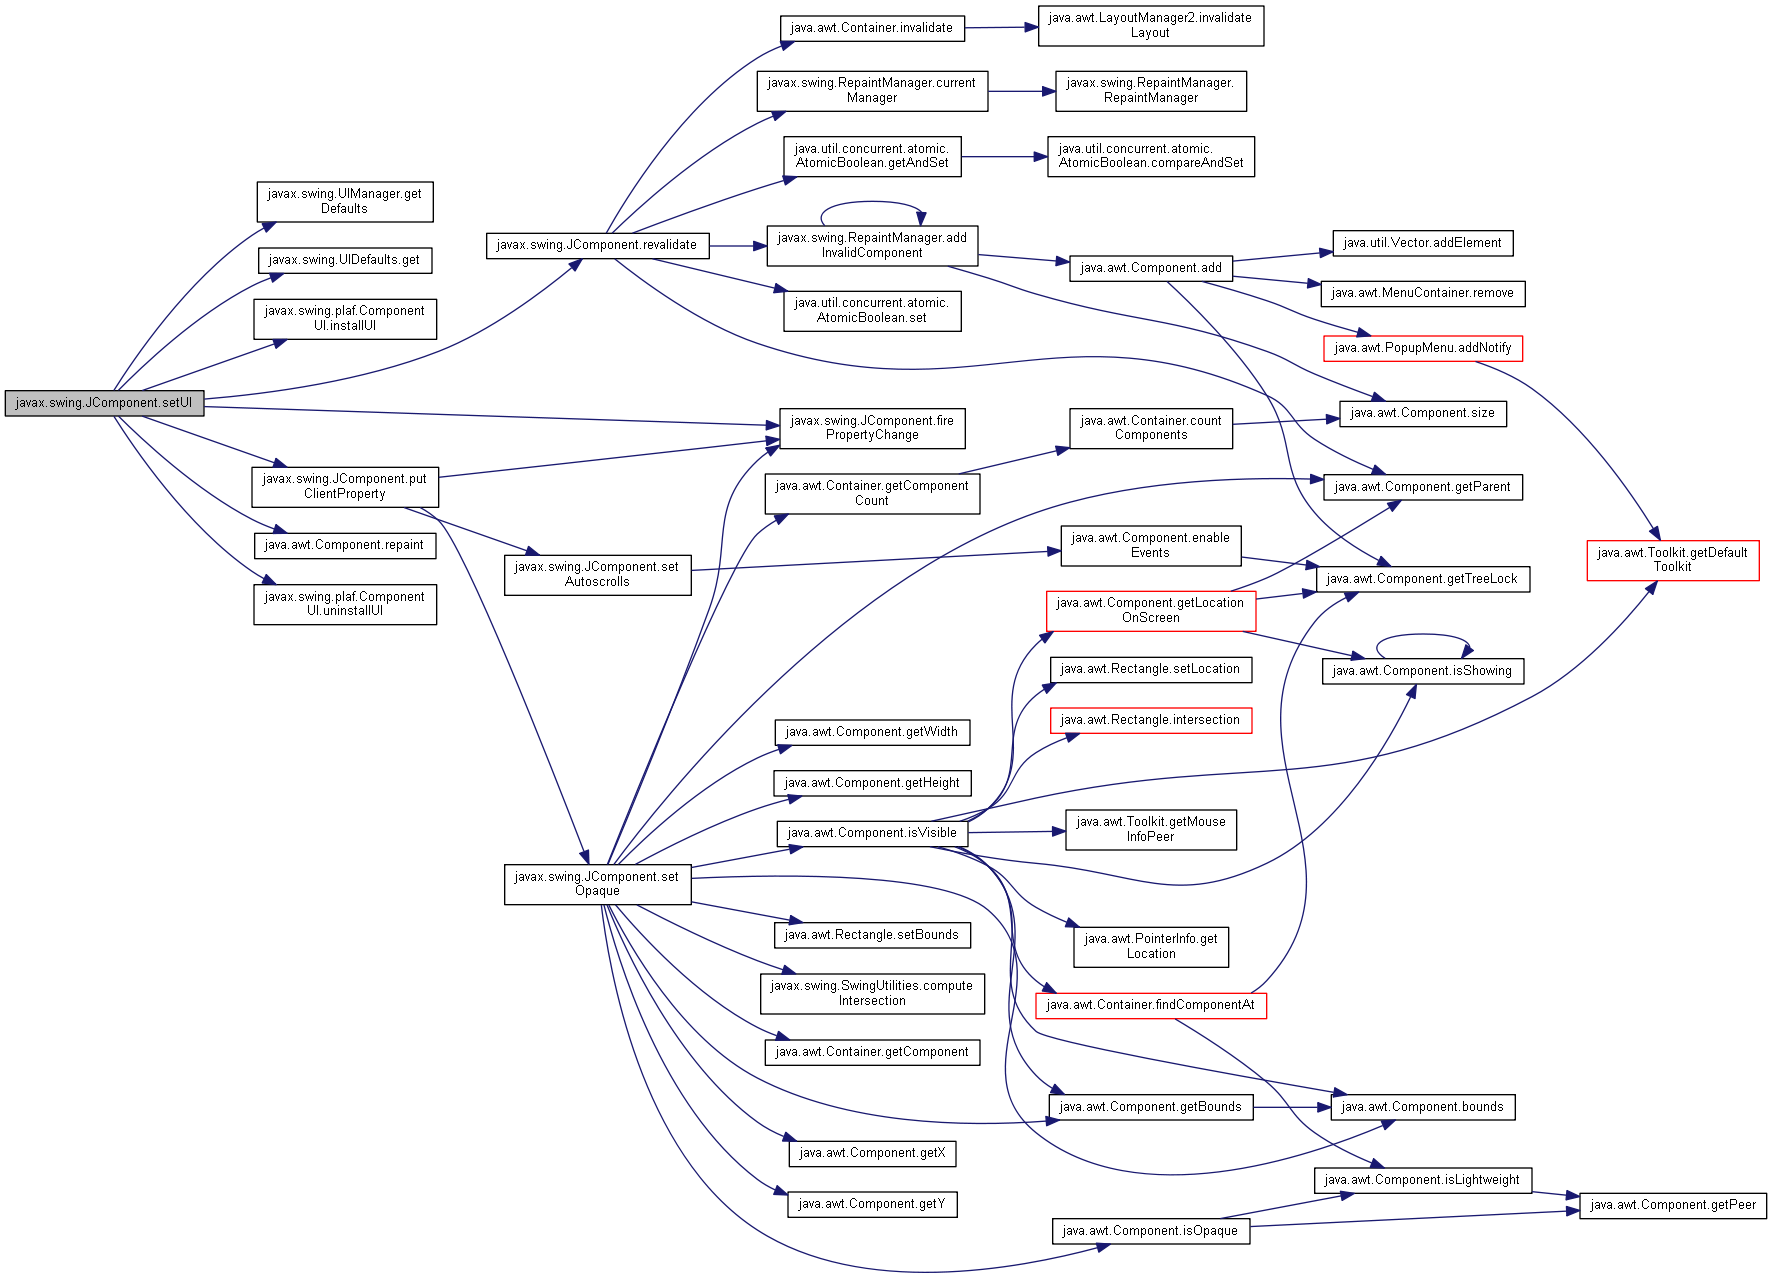 javax.swing.JComponent.setUI
javax.swing.UIManager.get
Defaults
javax.swing.UIDefaults.get
javax.swing.plaf.Component
UI.installUI
javax.swing.JComponent.put
ClientProperty
java.awt.Component.repaint
javax.swing.plaf.Component
UI.uninstallUI
javax.swing.JComponent.revalidate
javax.swing.JComponent.set
Autoscrolls
javax.swing.JComponent.set
Opaque
java.awt.Container.invalidate
javax.swing.RepaintManager.current
Manager
java.util.concurrent.atomic.
AtomicBoolean.getAndSet
javax.swing.RepaintManager.add
InvalidComponent
java.util.concurrent.atomic.
AtomicBoolean.set
javax.swing.JComponent.fire
PropertyChange
java.awt.Container.getComponent
Count
java.awt.Component.getWidth
java.awt.Component.getHeight
java.awt.Component.isVisible
java.awt.Rectangle.setBounds
javax.swing.SwingUtilities.compute
Intersection
java.awt.Container.getComponent
java.awt.Component.getX
java.awt.Component.getY
java.awt.LayoutManager2.invalidate
Layout
javax.swing.RepaintManager.
RepaintManager
java.util.concurrent.atomic.
AtomicBoolean.compareAndSet
java.awt.Component.add
java.awt.Container.count
Components
java.awt.Component.enable
Events
java.awt.Component.getLocation
OnScreen
java.awt.Rectangle.setLocation
java.awt.Rectangle.intersection
java.awt.Toolkit.getMouse
InfoPeer
java.awt.PointerInfo.get
Location
java.awt.Container.findComponentAt
java.awt.Component.getBounds
java.awt.Component.isOpaque
java.util.Vector.addElement
java.awt.MenuContainer.remove
java.awt.PopupMenu.addNotify
java.awt.Component.size
java.awt.Component.getParent
java.awt.Component.getTreeLock
java.awt.Component.isShowing
java.awt.Component.bounds
java.awt.Component.isLightweight
java.awt.Toolkit.getDefault
Toolkit
java.awt.Component.getPeer